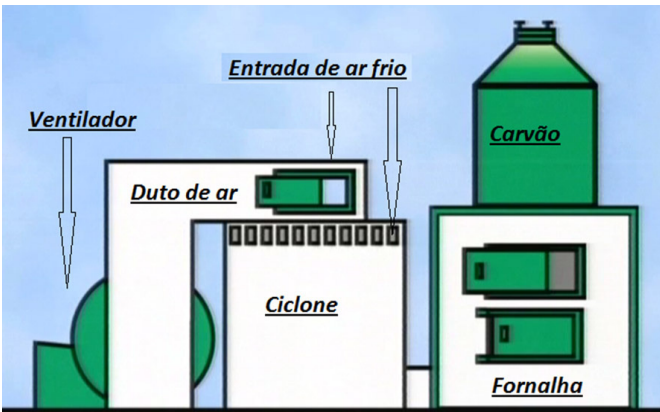 Entrada de ar frio
Ventilador
Carvão
Duto de ar
Ciclone
Fornalha